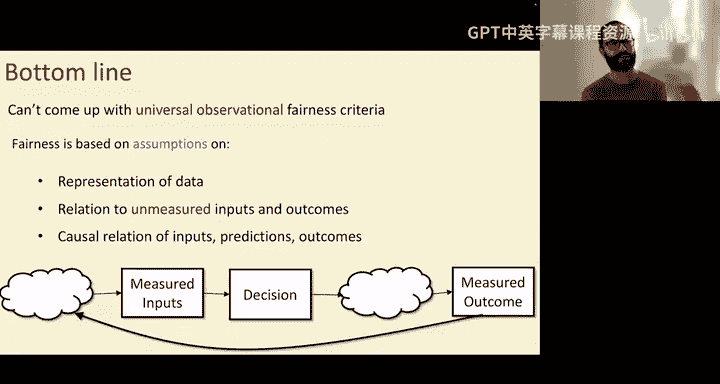 GPT中英字幕课程资源
bilibili
Bottom line
Can't come up with universal observational fairness criteria
Fairness is based on assumptions on:
• Representation of data
• Relation to unmeasured inputs and outcomes
• Causal relation of inputs, predictions, outcomes
Measured
Inputs
Decision
Measured
Outcome